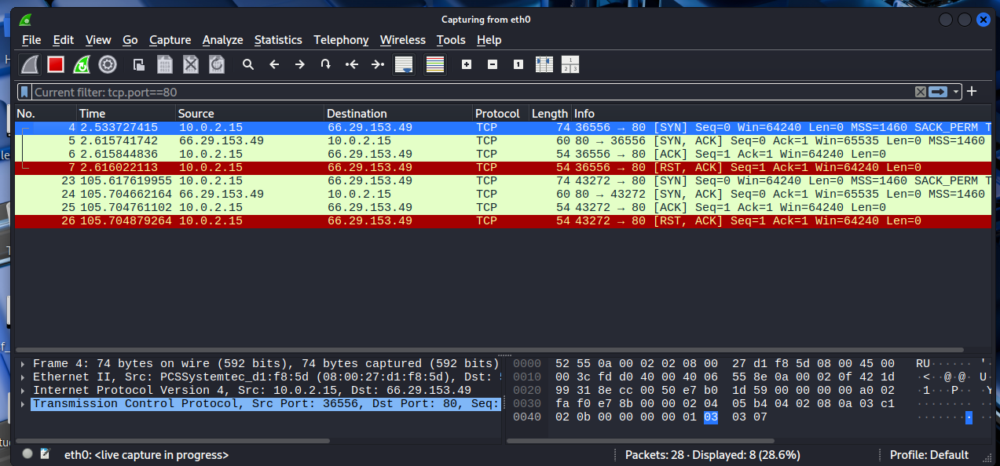 Capturing from eth0
File Edit View Go Capture Analyze Statistics Telephony Wireless Tools Help
Current filter: tcp.port==80
No. Time Source Destination Protocol Length Info
4 2.533727415 10.0.2.15 66.29.153.49 TCP 74 36556 → 80 [SYN] Seq=0 Win=64240 Len=0 MSS=1460 SACK_PERM T
5 2.615741742 66.29.153.49 10.0.2.15 TCP 60 80 → 36556 [SYN, ACK] Seq=0 Ack=1 Win=65535 Len=0 MSS=1460
6 2.615844836 10.0.2.15 66.29.153.49 TCP 54 36556 → 80 [ACK] Seq=1 Ack=1 Win=64240 Len=0
7 2.616022113 10.0.2.15 66.29.153.49 TCP 54 36556 → 80 [RST, ACK] Seq=1 Ack=1 Win=64240 Len=0
23 105.617619955 10.0.2.15 66.29.153.49 TCP 74 43272 → 80 [SYN] Seq=0 Win=64240 Len=0 MSS=1460 SACK_PERM T
24 105.704662164 66.29.153.49 10.0.2.15 TCP 60 80 → 43272 [SYN, ACK] Seq=0 Ack=1 Win=65535 Len=0 MSS=1460
25 105.704761102 10.0.2.15 66.29.153.49 TCP 54 43272 → 80 [ACK] Seq=1 Ack=1 Win=64240 Len=0
26 105.704879264 10.0.2.15 66.29.153.49 TCP 54 43272 → 80 [RST, ACK] Seq=1 Ack=1 Win=64240 Len=0
Frame 4: 74 bytes on wire (592 bits), 74 bytes captured (592 bits)
Ethernet II, Src: PCSSystemtec_d1:f8:5d (08:00:27:d1:f8:5d), Dst:
Internet Protocol Version 4, Src: 10.0.2.15, Dst: 66.29.153.49
Transmission Control Protocol, Src Port: 36556, Dst Port: 80, Seq:
0000 52 55 0a 00 02 02 08 00 27 d1 f8 5d 08 00 45 00 RU······ '
0010 00 3c fd d0 40 00 40 06 55 8e 0a 00 02 0f 42 1d ·<··@·@· U
0020 99 31 8e cc 00 50 e7 b0 1d 59 00 00 00 00 a0 02 ·1···P·· ·Y
0030 fa f0 e7 8b 00 00 02 04 05 b4 04 02 08 0a 03 c1 ········ ··
0040 02 0b 00 00 00 00 01 03 03 07 ········ ··
eth0: <live capture in progress>
Packets: 28 · Displayed: 8 (28.6%)
Profile: Default